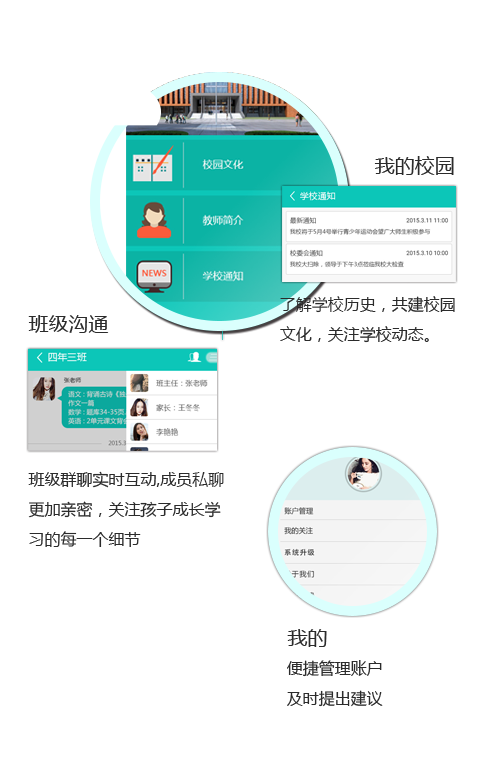 校园文化
教师简介
NEWS
学校通知
我的校园
学校通知
最新通知 2015.3.11 11:00
我校将于5月4号举行青少年运动会望广大师生积极参与
校委会通知 2015.3.10 10:00
我校大扫除，领导于下午3点莅临我校大检查
了解学校历史，共建校园
文化，关注学校动态。
班级沟通
四年三班
张老师
语文：背诵古诗《
作文一篇
数学：题库34-35页,
英语：2单元课文背
2015.3
班主任：张老师
家长：王冬冬
李艳艳
班级群聊实时互动,成员私聊
更加亲密，关注孩子成长学
习的每一个细节
账户管理
我的关注
系统升级
于我们
我的
便捷管理账户
及时提出建议